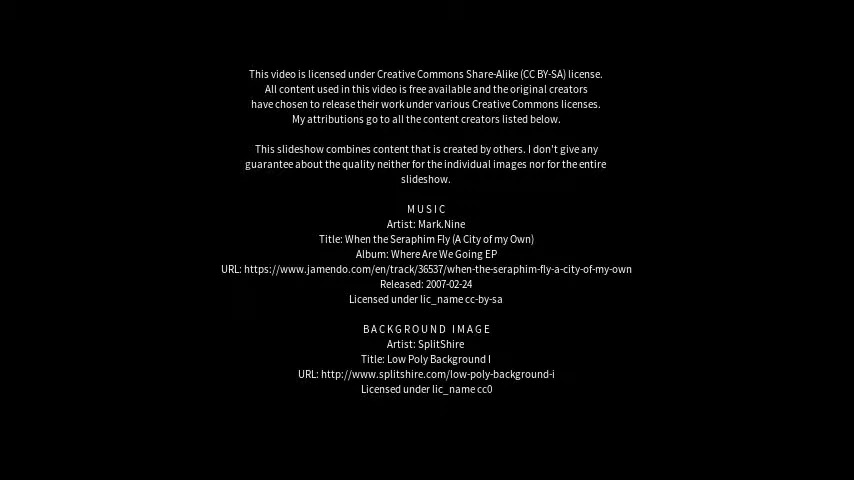 This video is licensed under Creative Commons Share-Alike (CC BY-SA) license.
All content used in this video is free available and the original creators
have chosen to release their work under various Creative Commons licenses.
My attributions go to all the content creators listed below.
This slideshow combines content that is created by others. I don't give any
guarantee about the quality neither for the individual images nor for the entire
slideshow.
MUSIC
Artist: Mark.Nine
Title: When the Seraphim Fly (A City of my Own)
Album: Where Are We Going EP
URL: https://www.jamendo.com/en/track/36537/when-the-seraphim-fly-a-city-of-my-own
Released: 2007-02-24
Licensed under lic_name cc-by-sa
BACKGROUND IMAGE
Artist: SplitShire
Title: Low Poly Background I
URL: http://www.splitshire.com/low-poly-background-i
Licensed under lic_name cc0